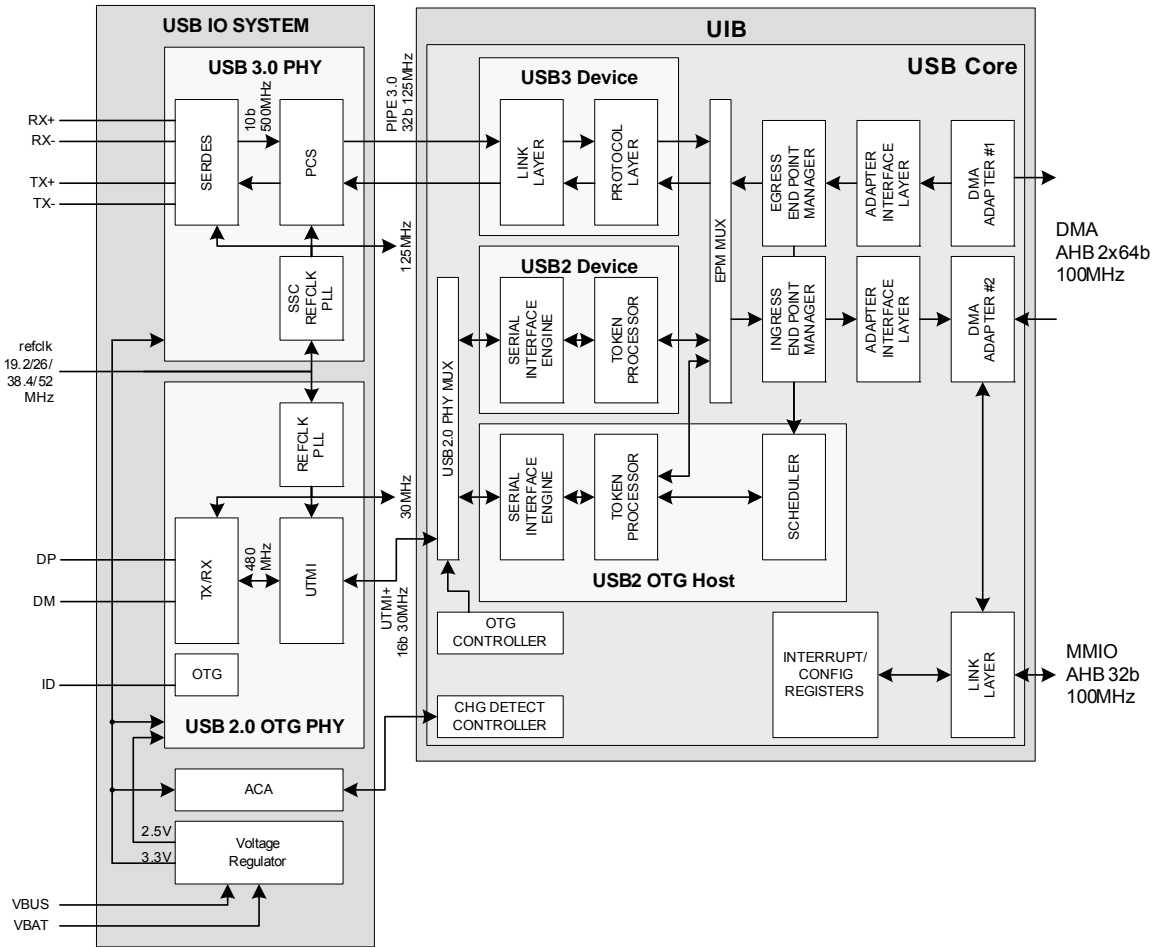 USB IO SYSTEM
USB 3.0 PHY
RX+
RX-
TX+
TX-
SERDES
10b
500MHz
PCS
PIPE 3.0
32b 125MHz
125MHz
SSC
REFCLK
PLL
refclk
19.2/26/
38.4/52
MHz
REFCLK
PLL
30MHz
DP
DM
TX/RX
480
MHz
UTMI
UTMI+
16b 30MHz
ID
OTG
USB 2.0 OTG PHY
ACA
2.5V
3.3V
Voltage
Regulator
VBUS
VBAT
UIB
USB Core
USB3 Device
LINK
LAYER
PROTOCOL
LAYER
USB2 Device
SERIAL
INTERFACE
ENGINE
TOKEN
PROCESSOR
USB2.0 PHY MUX
EPM MUX
EGRESS
END POINT
MANAGER
ADAPTER
INTERFACE
LAYER
DMA
ADAPTER #1
INGRESS
END POINT
MANAGER
ADAPTER
INTERFACE
LAYER
DMA
ADAPTER #2
DMA
AHB 2x64b
100MHz
SERIAL
INTERFACE
ENGINE
TOKEN
PROCESSOR
SCHEDULER
USB2 OTG Host
OTG
CONTROLLER
CHG DETECT
CONTROLLER
INTERRUPT/
CONFIG
REGISTERS
LINK
LAYER
MMIO
AHB 32b
100MHz